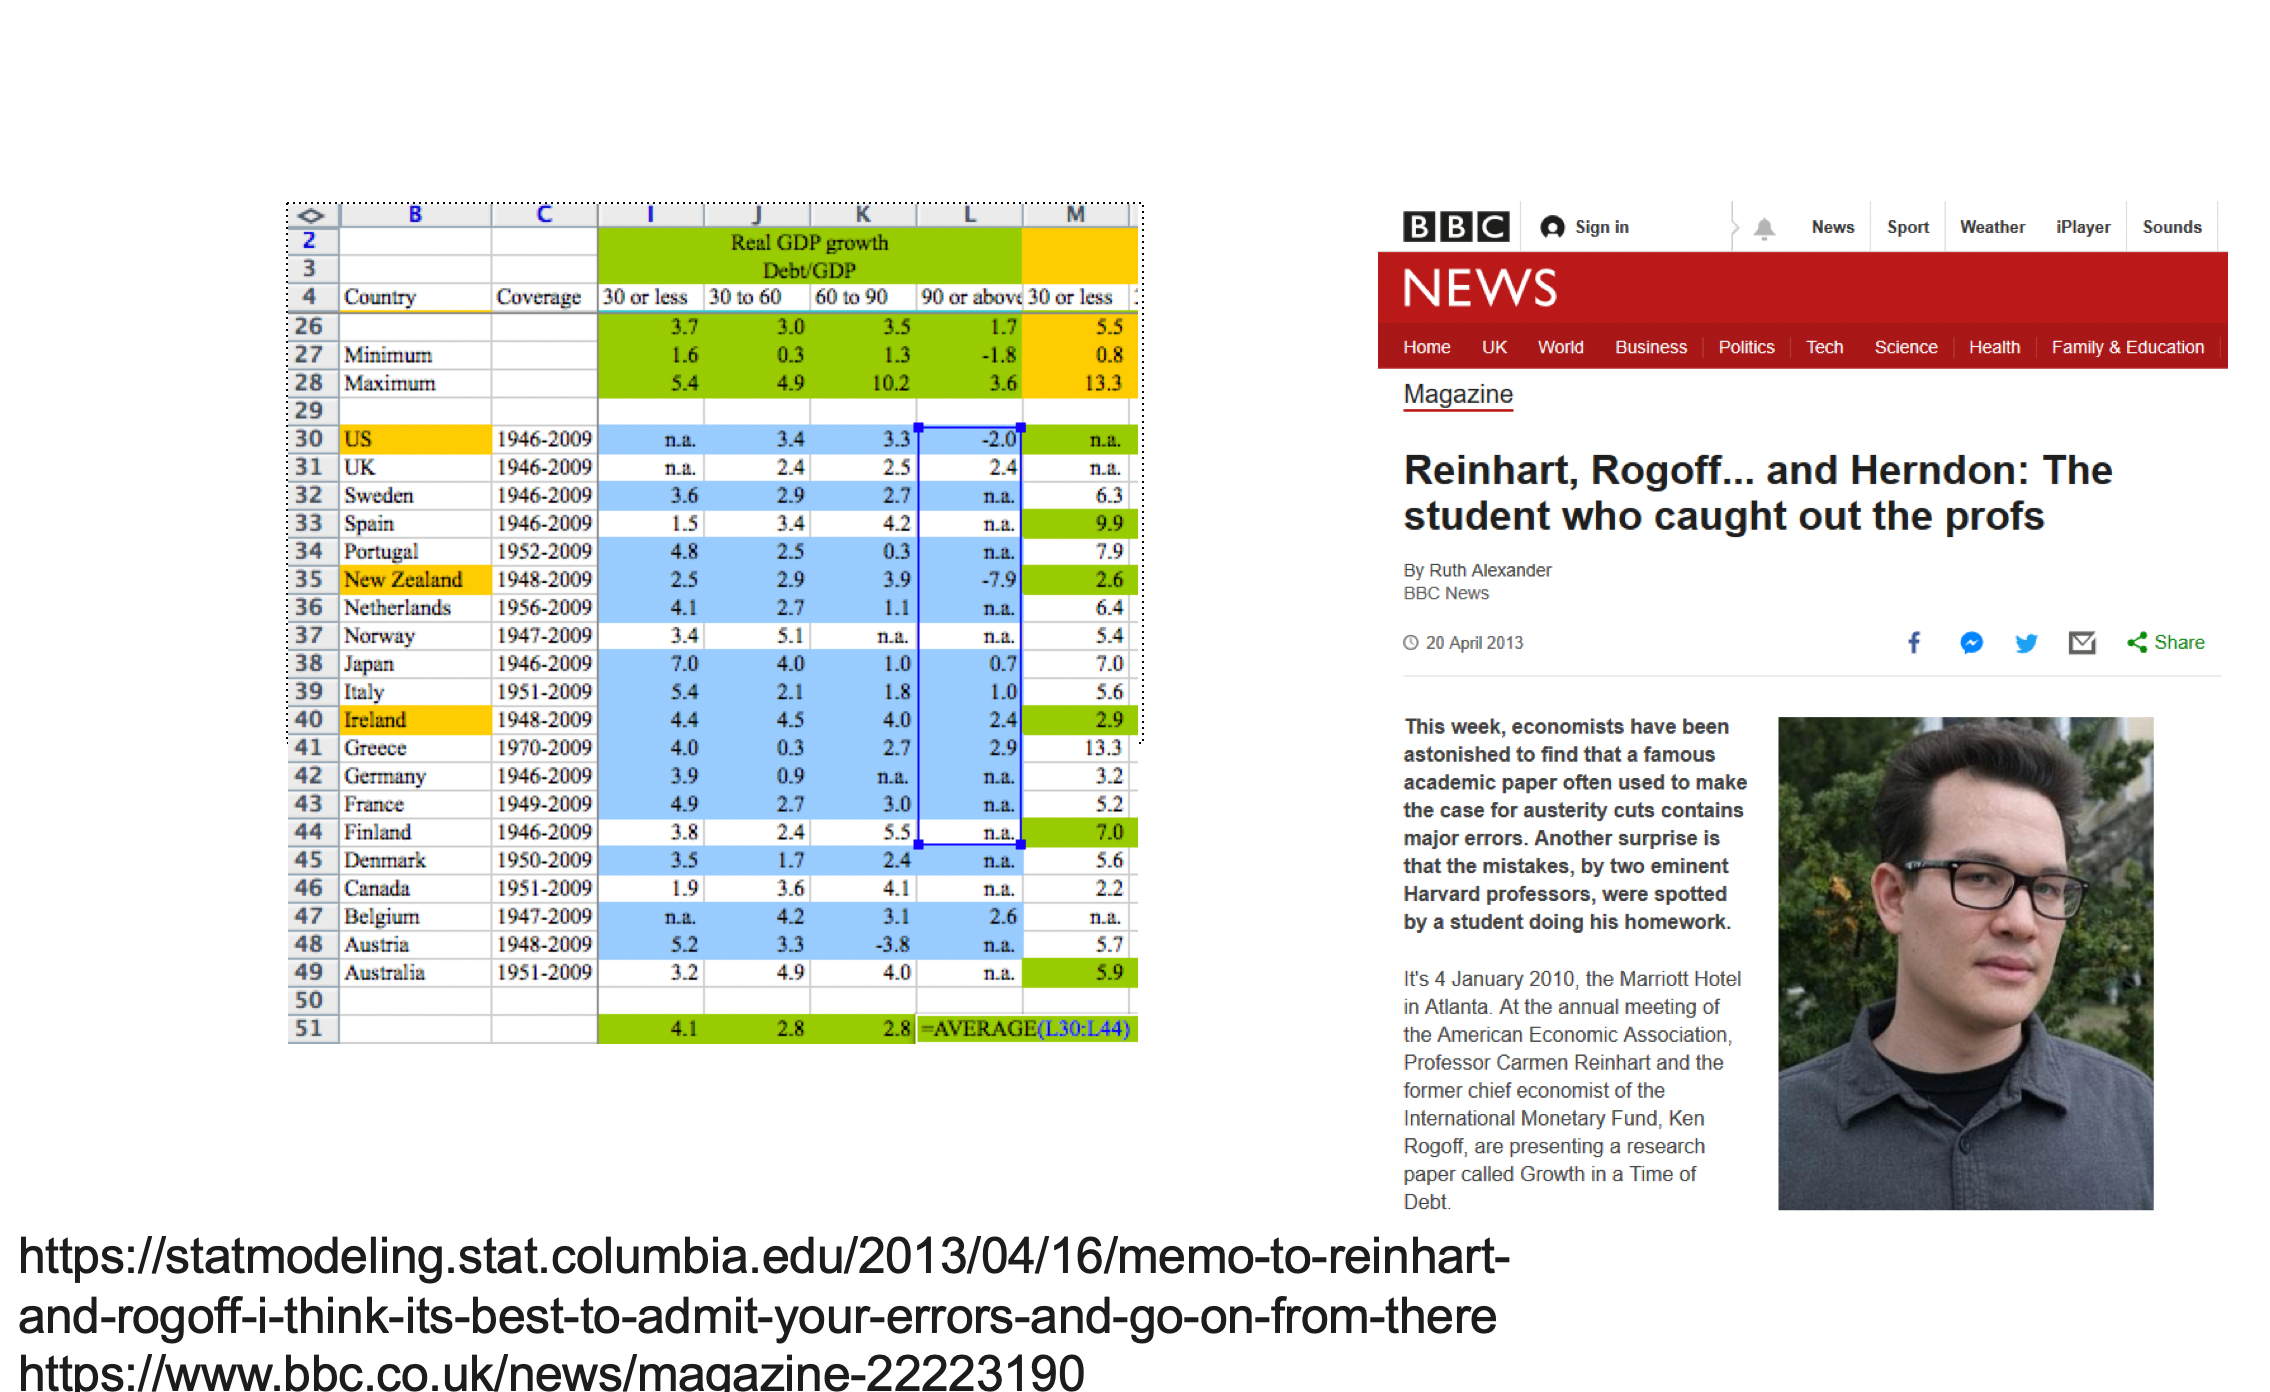 B C I J K L M
2 Real GDP growth
3 Debt/GDP
4 Country Coverage 30 or less 30 to 60 60 to 90 90 or above 30 or less
26 3.7 3.0 3.5 1.7 5.5
27 Minimum 1.6 0.3 1.3 -1.8 0.8
28 Maximum 5.4 4.9 10.2 3.6 13.3
29
30 US 1946-2009 n.a. 3.4 3.3 -2.0 n.a.
31 UK 1946-2009 n.a. 2.4 2.5 2.4 n.a.
32 Sweden 1946-2009 3.6 2.9 2.7 n.a. 6.3
33 Spain 1946-2009 1.5 3.4 4.2 n.a. 9.9
34 Portugal 1952-2009 4.8 2.5 0.3 n.a. 7.9
35 New Zealand 1948-2009 2.5 2.9 3.9 -7.9 2.6
36 Netherlands 1956-2009 4.1 2.7 1.1 n.a. 6.4
37 Norway 1947-2009 3.4 5.1 n.a. n.a. 5.4
38 Japan 1946-2009 7.0 4.0 1.0 0.7 7.0
39 Italy 1951-2009 5.4 2.1 1.8 1.0 5.6
40 Ireland 1948-2009 4.4 4.5 4.0 2.4 2.9
41 Greece 1970-2009 4.0 0.3 2.7 2.9 13.3
42 Germany 1946-2009 3.9 0.9 n.a. n.a. 3.2
43 France 1949-2009 4.9 2.7 3.0 n.a. 5.2
44 Finland 1946-2009 3.8 2.4 5.5 n.a. 7.0
45 Denmark 1950-2009 3.5 1.7 2.4 n.a. 5.6
46 Canada 1951-2009 1.9 3.6 4.1 n.a. 2.2
47 Belgium 1947-2009 n.a. 4.2 3.1 2.6 n.a.
48 Austria 1948-2009 5.2 3.3 -3.8 n.a. 5.7
49 Australia 1951-2009 3.2 4.9 4.0 n.a. 5.9
50
51 4.1 2.8 2.8 =AVERAGE(L30:L44)
BBC Sign in News Sport Weather iPlayer Sounds
NEWS
Home UK World Business Politics Tech Science Health Family & Education
Magazine
Reinhart, Rogoff... and Herndon: The
student who caught out the profs
By Ruth Alexander
BBC News
20 April 2013 Share
This week, economists have been
astonished to find that a famous
academic paper often used to make
the case for austerity cuts contains
major errors. Another surprise is
that the mistakes, by two eminent
Harvard professors, were spotted
by a student doing his homework.
It's 4 January 2010, the Marriott Hotel
in Atlanta. At the annual meeting of
the American Economic Association,
Professor Carmen Reinhart and the
former chief economist of the
International Monetary Fund, Ken
Rogoff, are presenting a research
paper called Growth in a Time of
Debt.
https://statmodeling.stat.columbia.edu/2013/04/16/memo-to-reinhart-
and-rogoff-i-think-its-best-to-admit-your-errors-and-go-on-from-there
https://www.bbc.co.uk/news/magazine-22223190